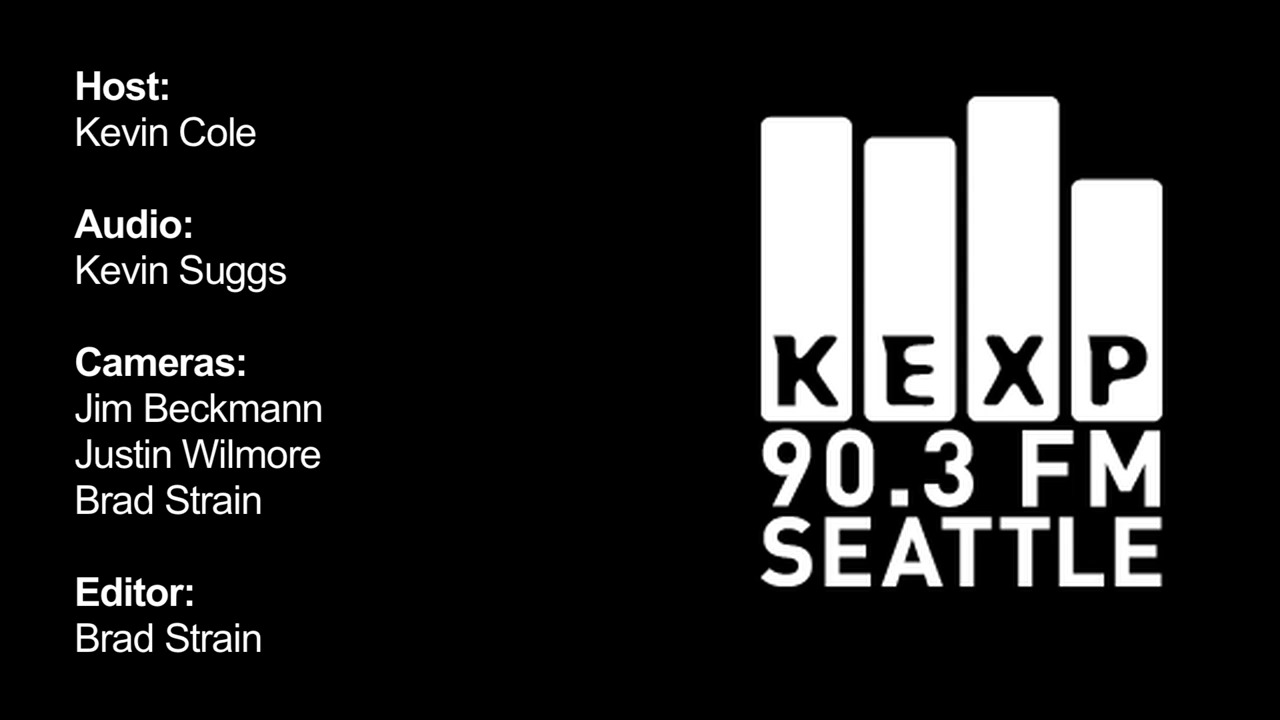 Host:
Kevin Cole
Audio:
Kevin Suggs
Cameras:
Jim Beckmann
Justin Wilmore
Brad Strain
Editor:
Brad Strain
KEXP
90.3 FM
SEATTLE